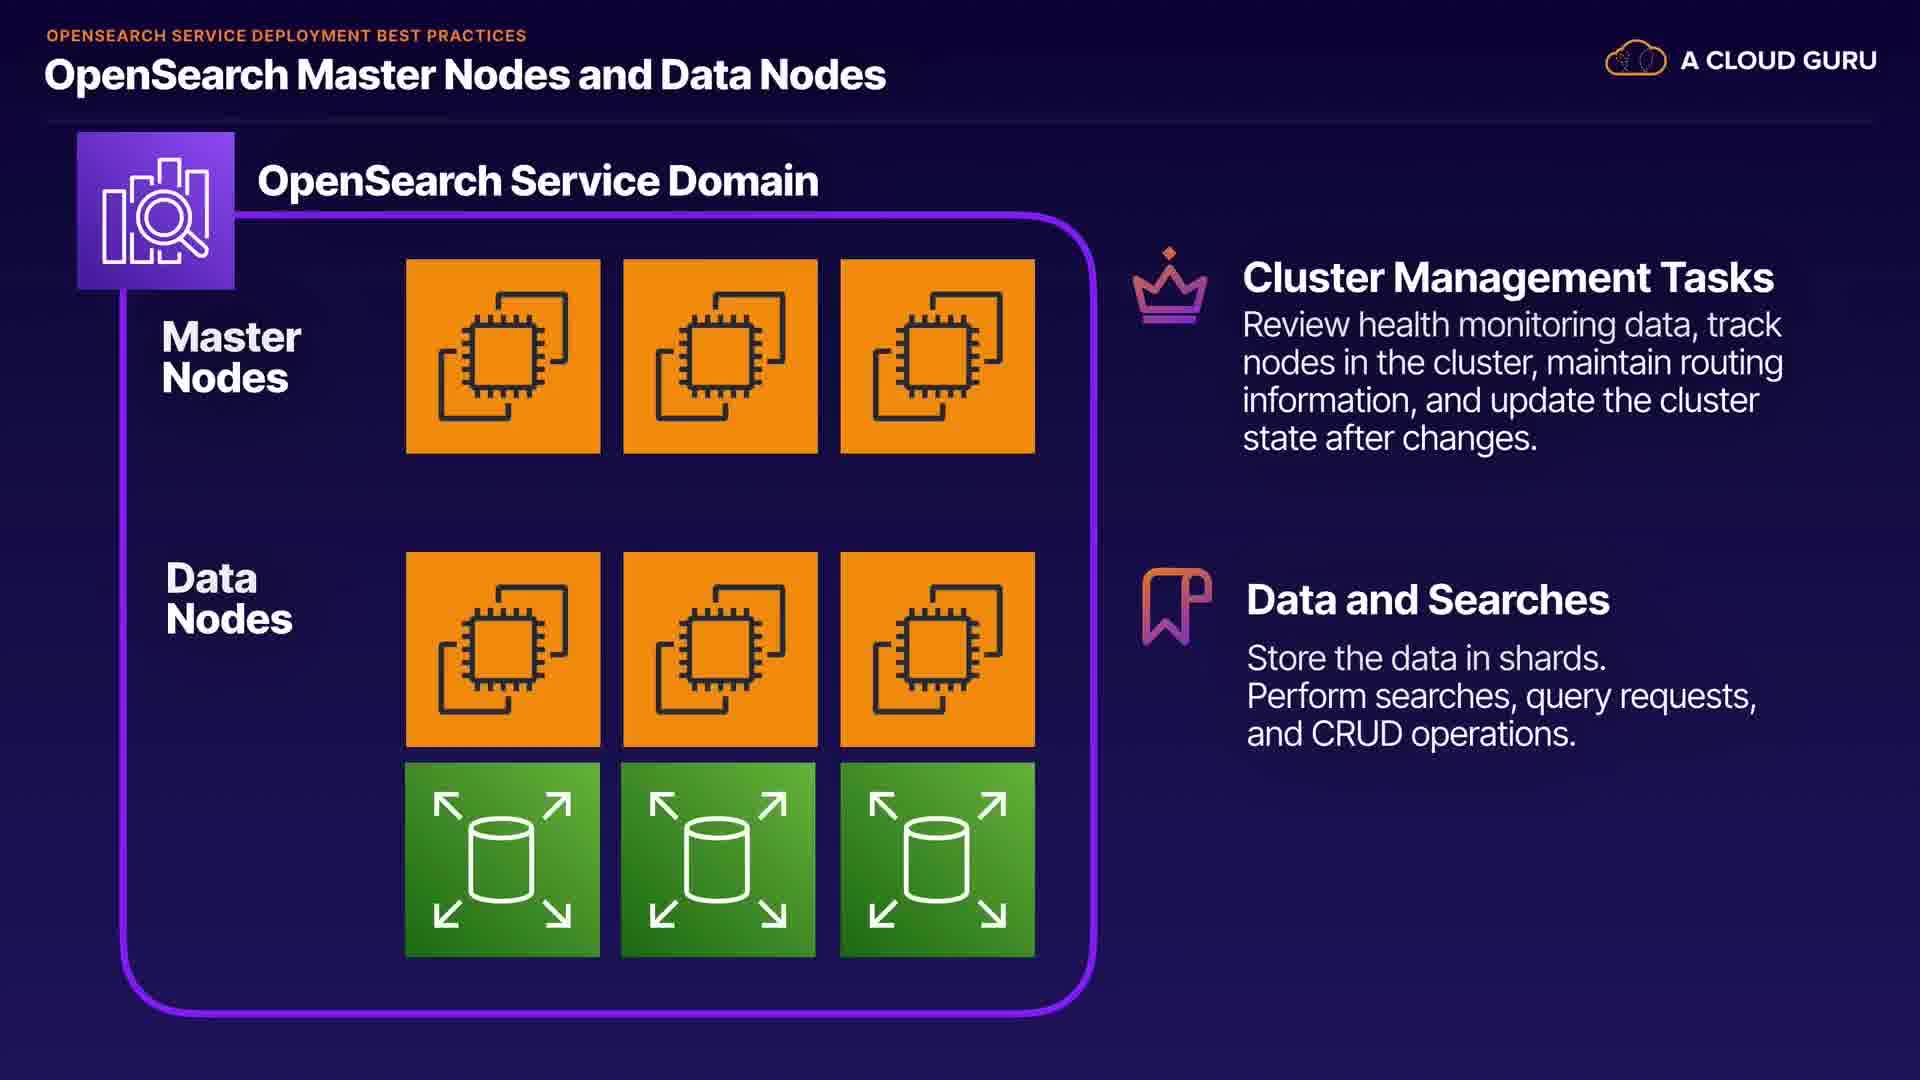 OPENSEARCH SERVICE DEPLOYMENT BEST PRACTICES
OpenSearch Master Nodes and Data Nodes
A CLOUD GURU
OpenSearch Service Domain
Master
Nodes
Cluster Management Tasks
Review health monitoring data, track
nodes in the cluster, maintain routing
information, and update the cluster
state after changes.
Data
Nodes
Data and Searches
Store the data in shards.
Perform searches, query requests,
and CRUD operations.